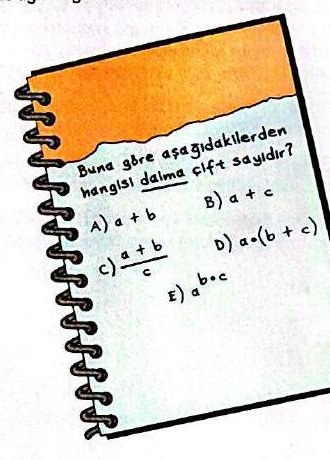 Buna göre aşağıdakilerden
hangisi daima çift sayıdır?
A) a + b
B) a + c
C) a + b / c
D) a•(b + c)
E) a^b•c